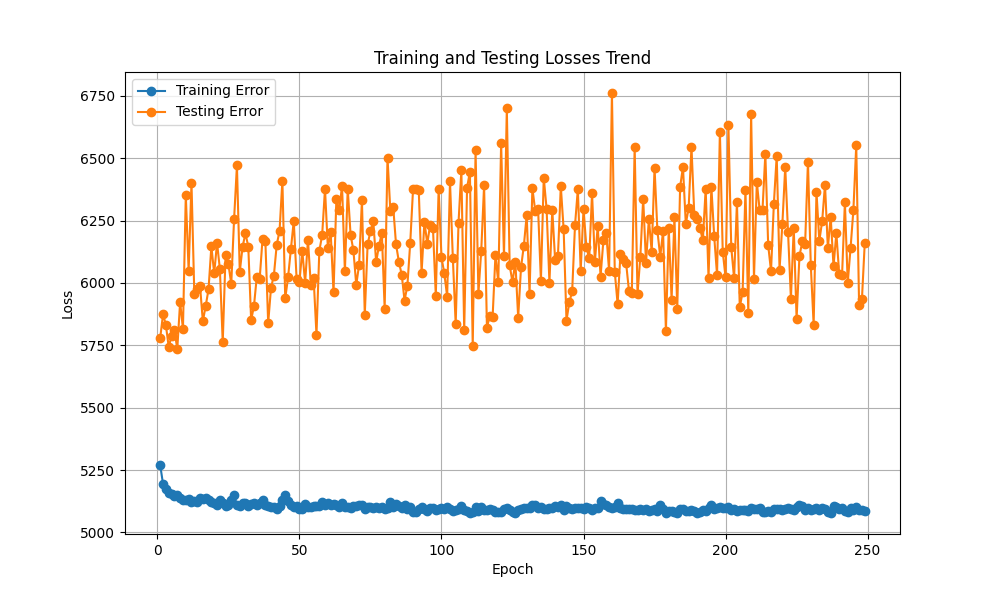 Training and Testing Losses Trend
Training Error
Testing Error
6750
6500
6250
6000
5750
5500
5250
5000
Loss
0 50 100 150 200 250
Epoch